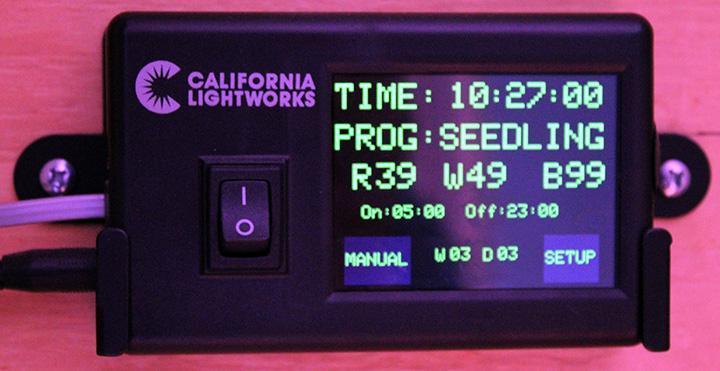 CALIFORNIA
LIGHTWORKS
TIME: 10:27:00
PROG:SEEDLING
R39 W49 B99
On:05:00 Off:23:00
MANUAL W03 D03 SETUP
I
O